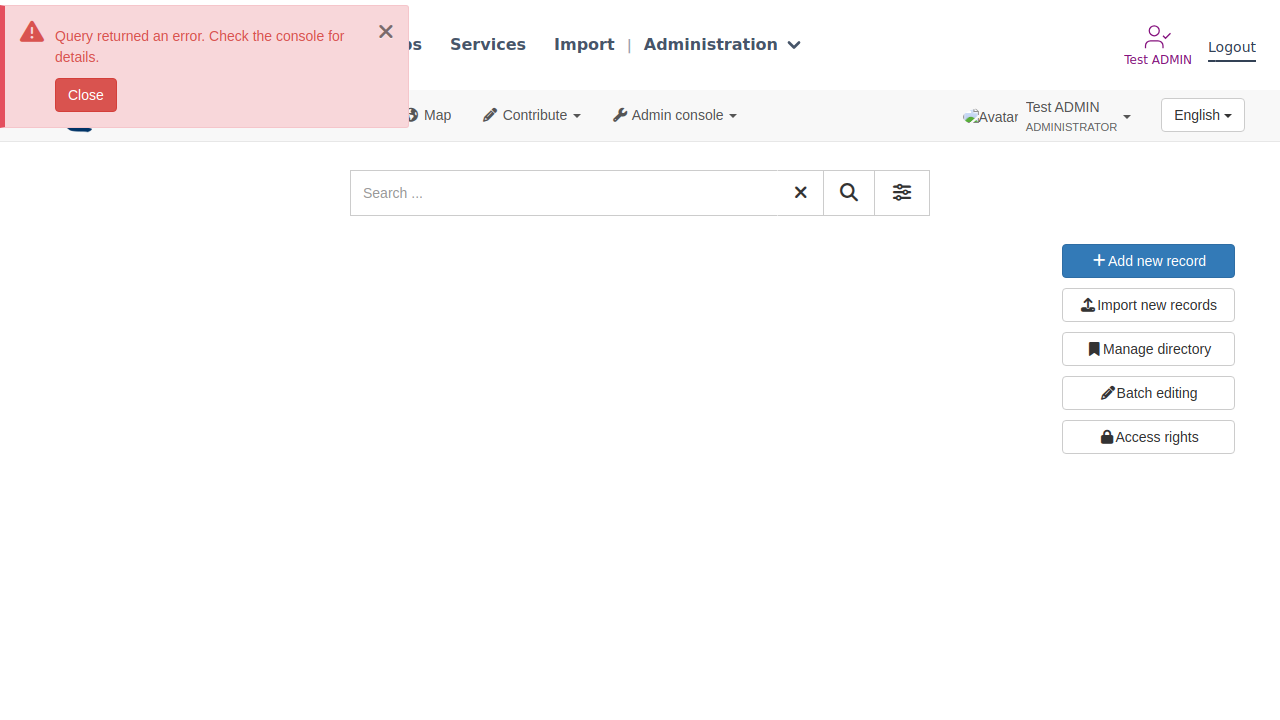 Query returned an error. Check the console for
details.
Close
Services
Import
|
Administration
Test ADMIN
Logout
Map
Contribute
Admin console
Avatar
Test ADMIN
ADMINISTRATOR
English
Search ...
Add new record
Import new records
Manage directory
Batch editing
Access rights